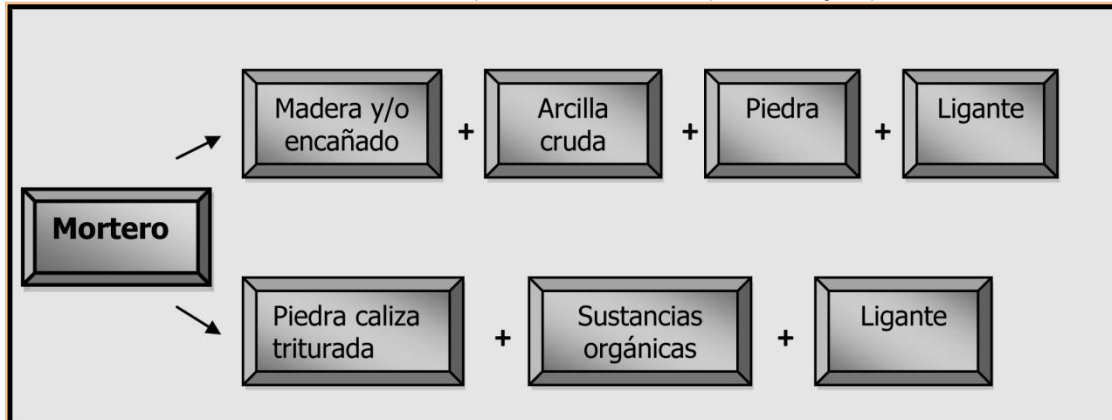 Madera y/o
encañado
+
Arcilla
cruda
+
Piedra
+
Ligante
Mortero
Piedra caliza
triturada
+
Sustancias
orgánicas
+
Ligante